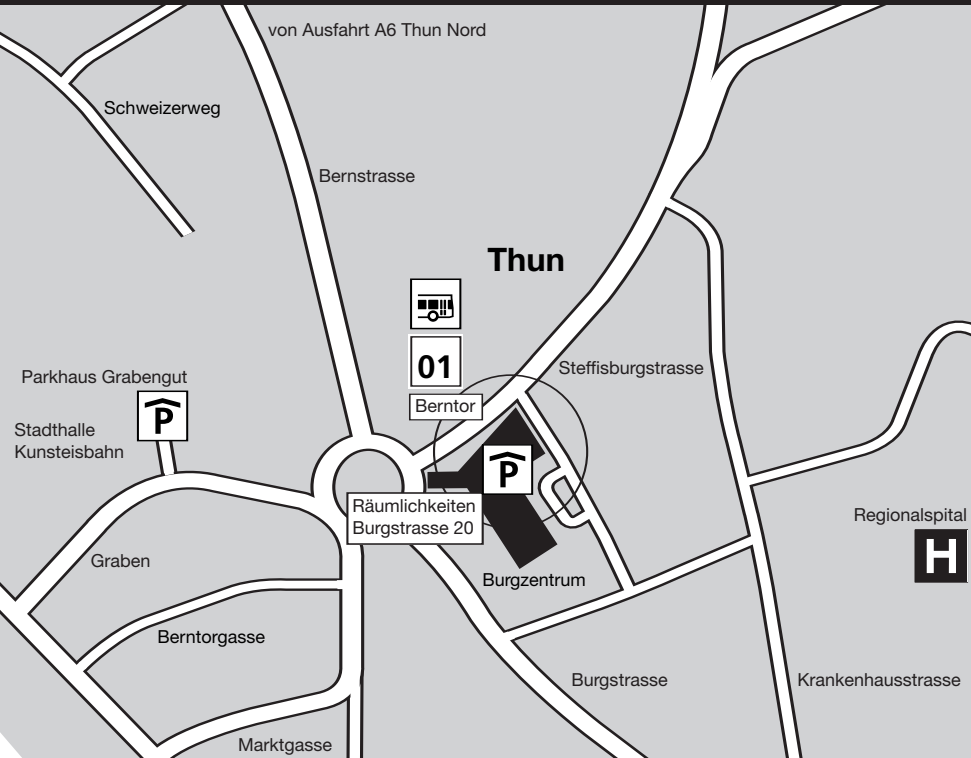 von Ausfahrt A6 Thun Nord
Schweizerweg
Bernstrasse
Thun
01
Steffisburgstrasse
Parkhaus Grabengut
P
Berntor
Stadthalle
Kunsteisbahn
P
Räumlichkeiten
Burgstrasse 20
Regionalspital
H
Graben
Burgzentrum
Berntorgasse
Burgstrasse
Krankenhausstrasse
Marktgasse